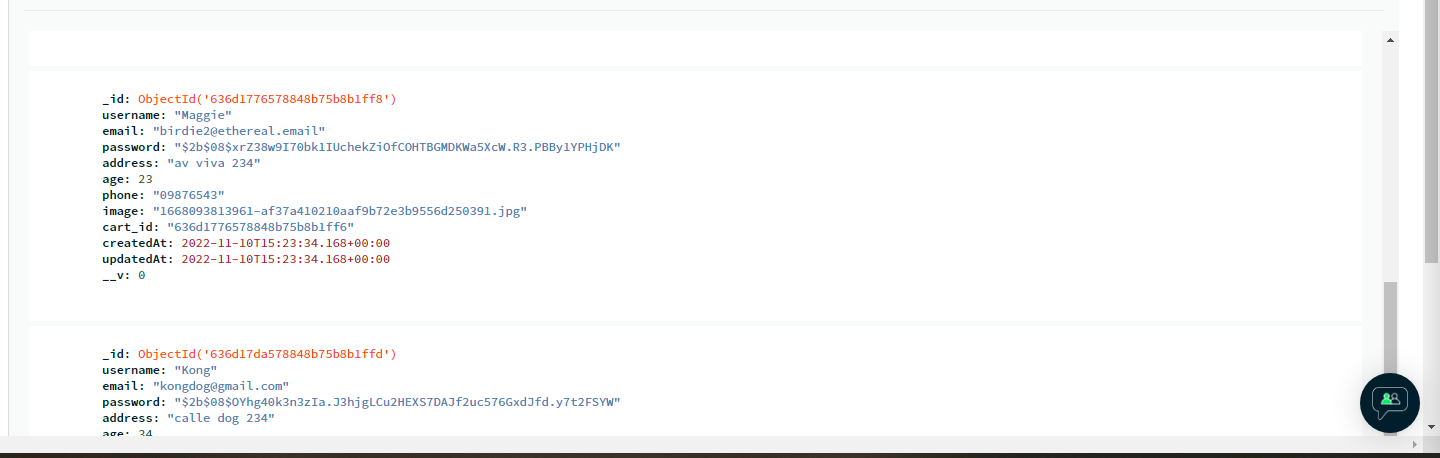 _id: ObjectId('636d1776578848b75b8b1ff8')
username: "Maggie"
email: "birdie2@ethereal.email"
password: "$2b$08$xrZ38w9I70bk1IUchekZiOfCOHTBGMDKWa5XcW.R3.PBBy1YPHjDK"
address: "av viva 234"
age: 23
phone: "09876543"
image: "1668093813961-af37a410210aaf9b72e3b9556d250391.jpg"
cart_id: "636d1776578848b75b8b1ff6"
createdAt: 2022-11-10T15:23:34.168+00:00
updatedAt: 2022-11-10T15:23:34.168+00:00
__v: 0
_id: ObjectId('636d17da578848b75b8b1ffd')
username: "Kong"
email: "kongdog@gmail.com"
password: "$2b$08$OYhg40k3n3zIa.J3hjgLCu2HEXS7DAJf2uc576GxdJfd.y7t2FSYW"
address: "calle dog 234"
age: 34